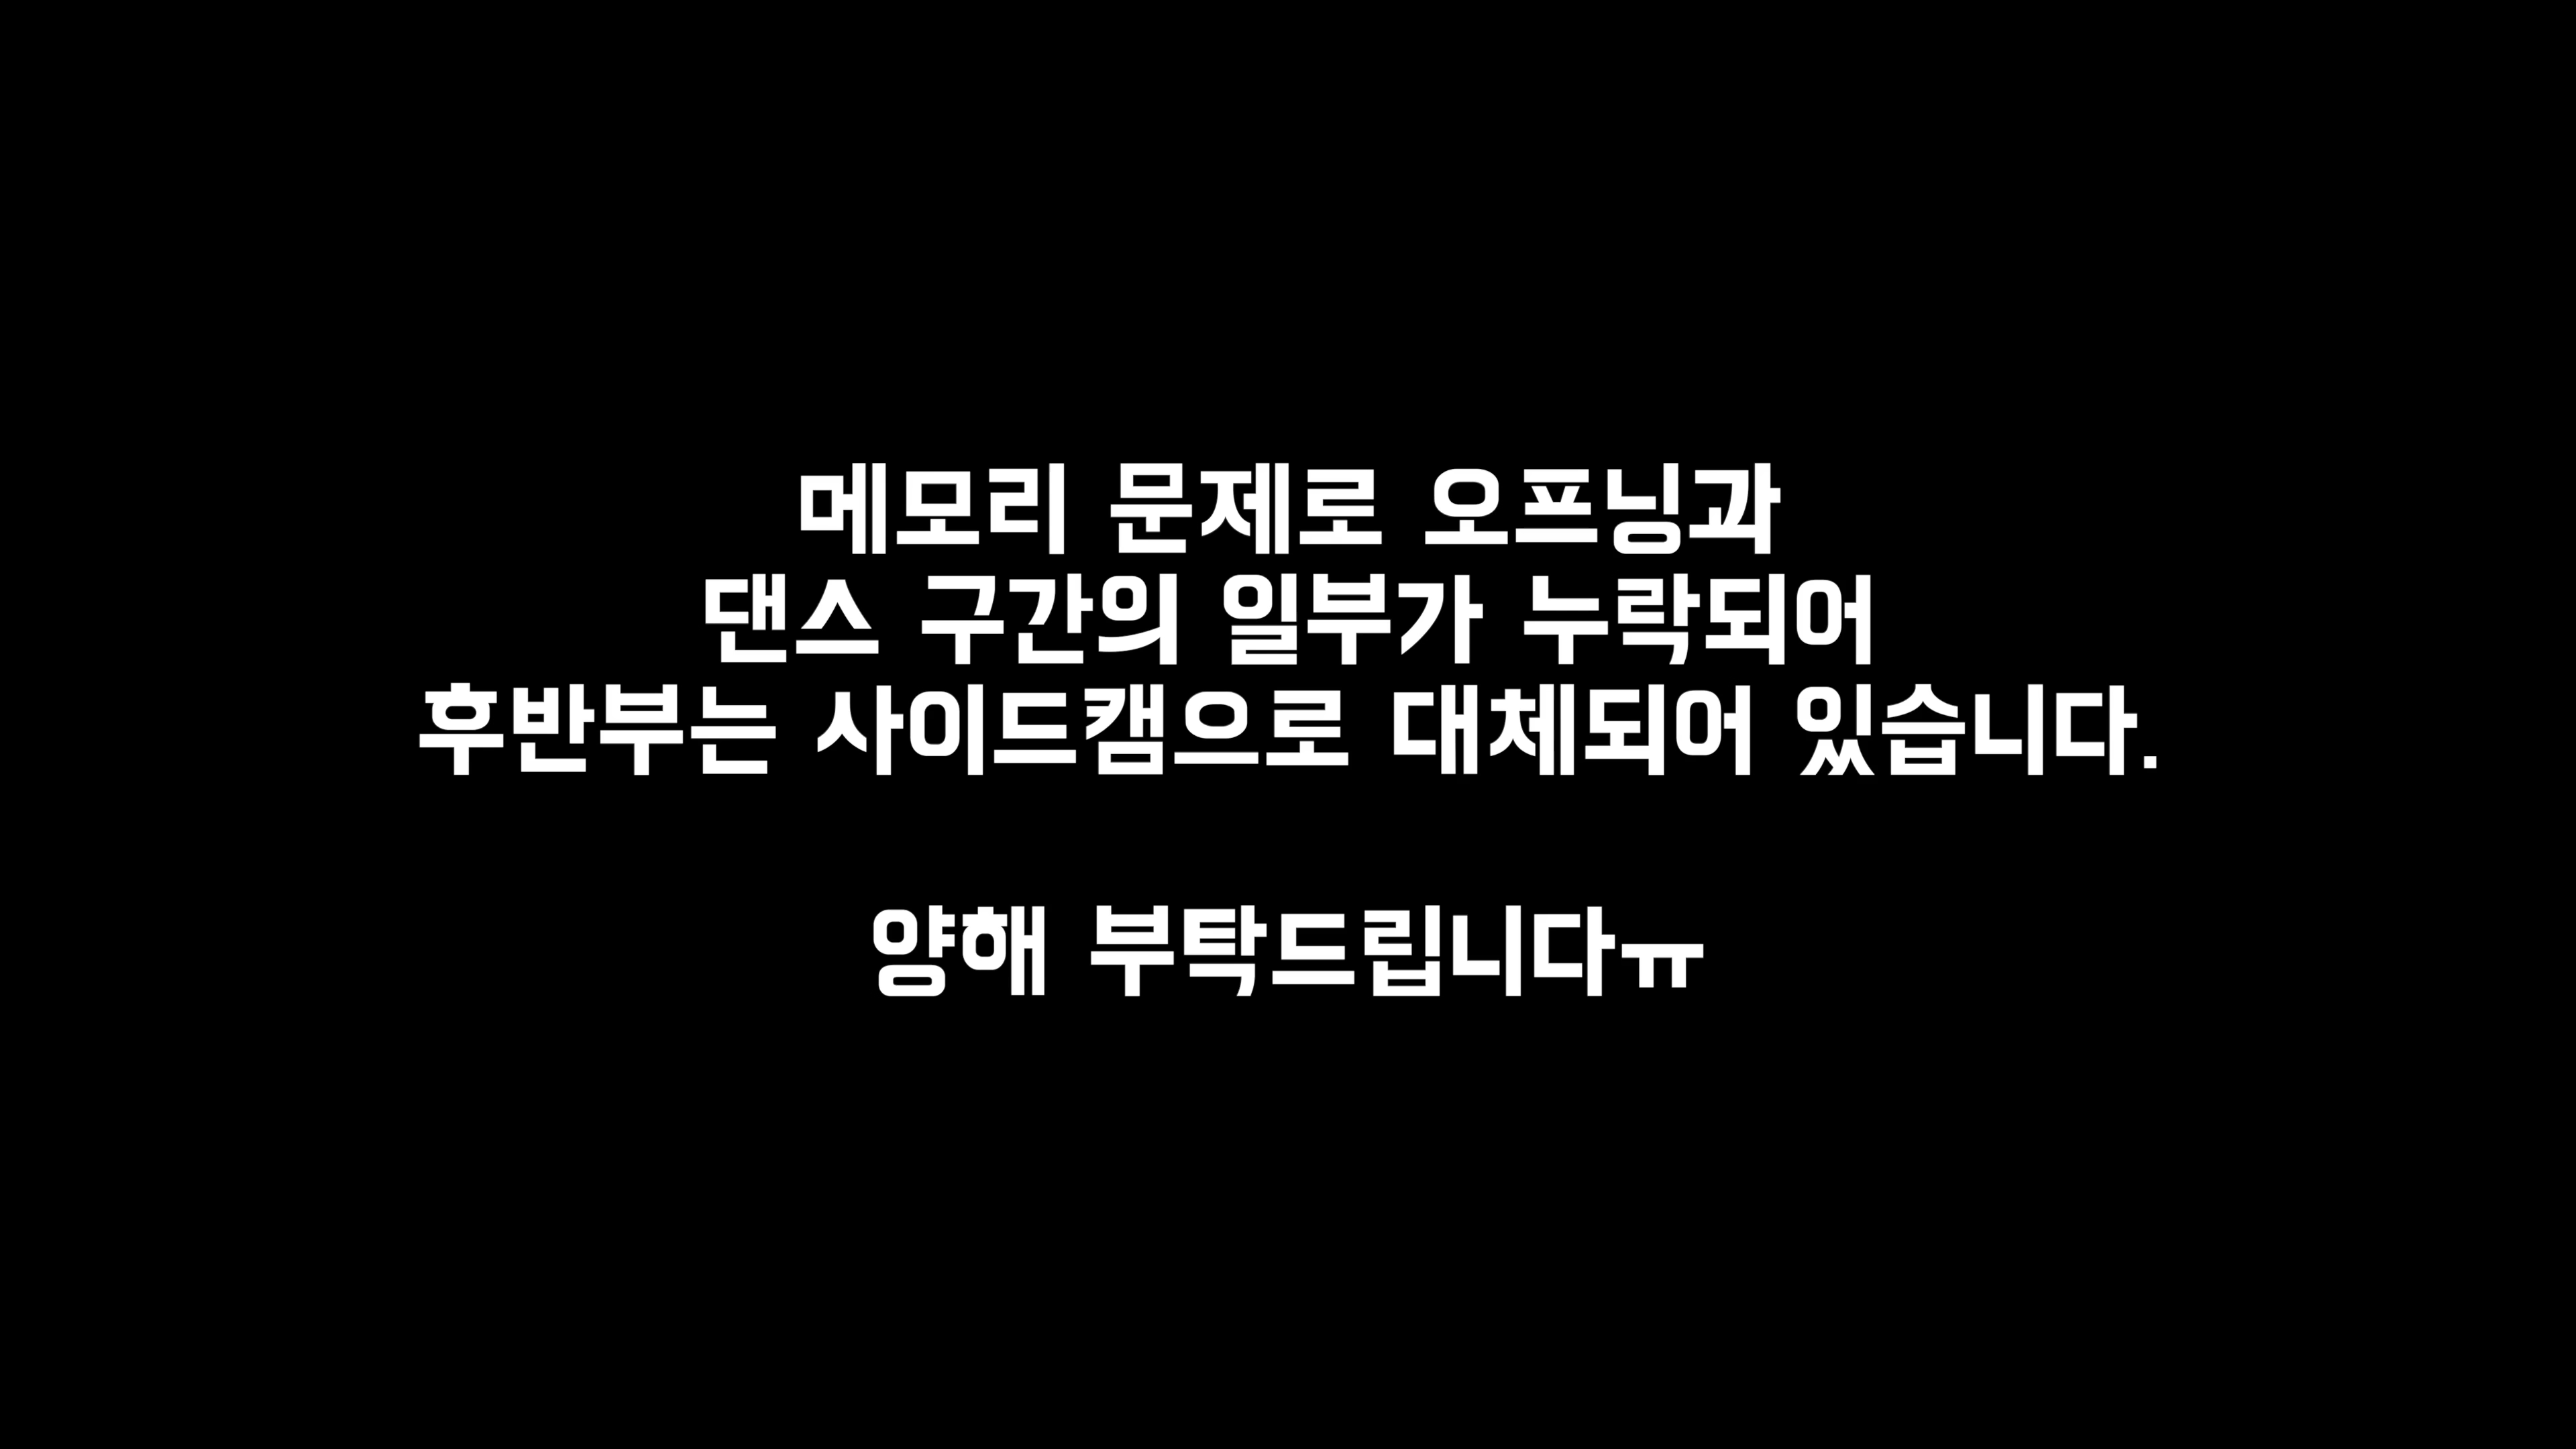 메모리 문제로 오프닝과
댄스 구간의 일부가 누락되어
후반부는 사이드캠으로 대체되어 있습니다.
양해 부탁드립니다ㅠ